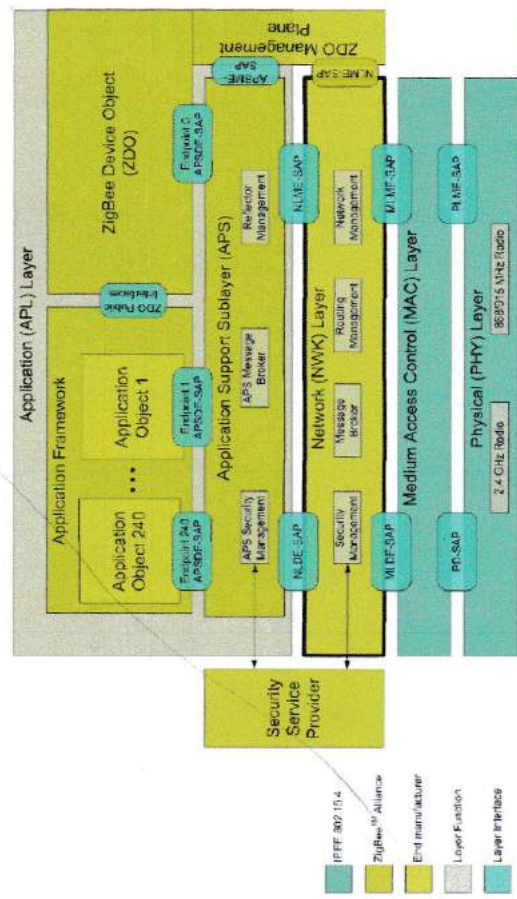 Application (APL) Layer
Application Framework
Application
Object 240
•••
Application
Object 1
ZDO Public
Interfaces
ZigBee Device Object
(ZDO)
Endpoint 240
APSDE-SAP
Endpoint 1
APSDE-SAP
Endpoint 0
APSDE-SAP
Application Support Sublayer (APS)
APS Security
Management
APS Message
Broker
Reflector
Management
APSME-
SAP
ZDO Management
Plane
NLDE-SAP
NLME-SAP
NLME-SAP
Network (NWK) Layer
Security
Management
Message
Broker
Routing
Management
Network
Management
Security
Service
Provider
MLDE-SAP
MLME-SAP
Medium Access Control (MAC) Layer
PD-SAP
PLME-SAP
Physical (PHY) Layer
2.4 GHz Radio
868/915 MHz Radio
IEEE 802.15.4
ZigBee™ Alliance
End manufacturer
Layer Function
Layer Interface